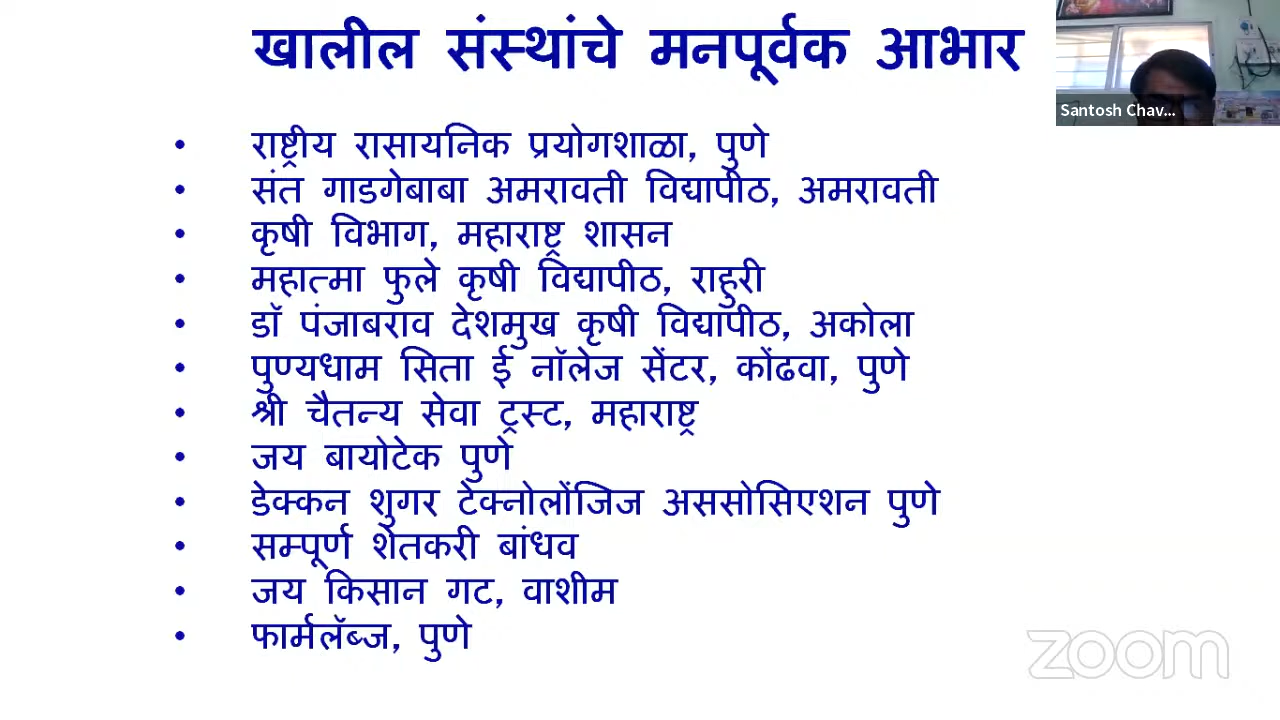 खालील संस्थांचे मनपूर्वक आभार
Santosh Chav...
• राष्ट्रीय रासायनिक प्रयोगशाळा, पुणे
• संत गाडगेबाबा अमरावती विद्यापीठ, अमरावती
• कृषी विभाग, महाराष्ट्र शासन
• महात्मा फुले कृषी विद्यापीठ, राहुरी
• डॉ पंजाबराव देशमुख कृषी विद्यापीठ, अकोला
• पुण्यधाम सिता ई नॉलेज सेंटर, कोंढवा, पुणे
• श्री चैतन्य सेवा ट्रस्ट, महाराष्ट्र
• जय बायोटेक पुणे
• डेक्कन शुगर टेक्नोलोंजिज अससोसिएशन पुणे
• सम्पूर्ण शेतकरी बांधव
• जय किसान गट, वाशीम
• फार्मलॅब्ज, पुणे
zoom